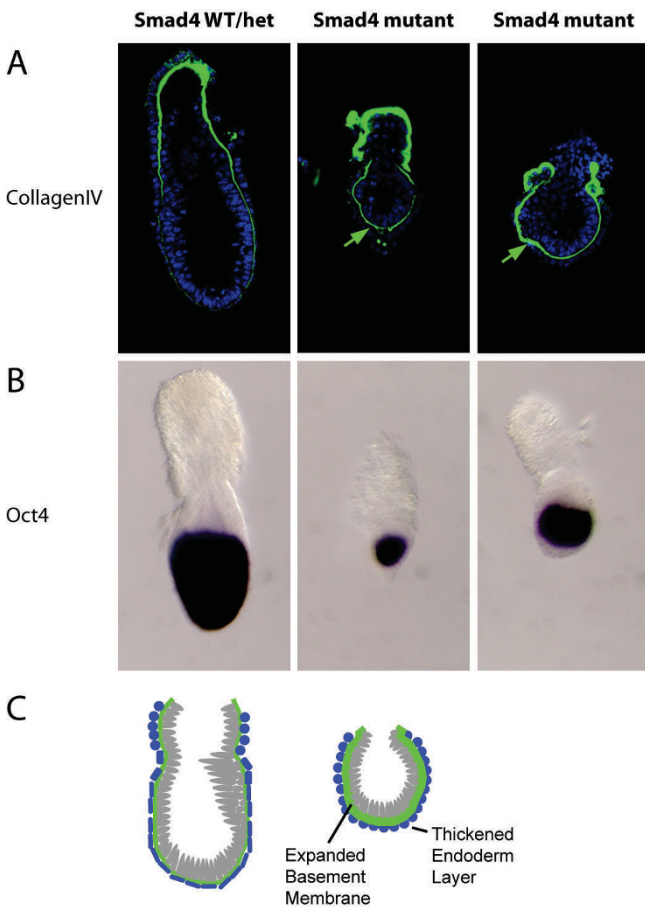 Smad4 WT/het
Smad4 mutant
Smad4 mutant
A
CollagenIV
B
Oct4
C
Expanded
Basement
Membrane
Thickened
Endoderm
Layer